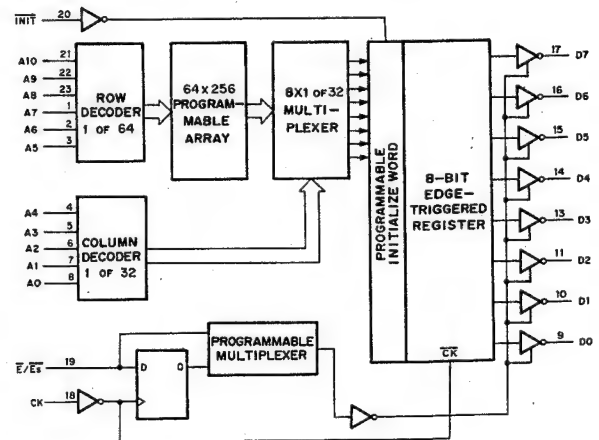 INIT 20
A10 21
A9 22
A8 23
A7 1
A6 2
A5 3
ROW
DECODER
1 OF 64
64x256
PROGRAM-
MABLE
ARRAY
8X1 of 32
MULTI-
PLEXER
PROGRAMMABLE
INITIALIZE WORD
8-BIT
EDGE-
TRIGGERED
REGISTER
CK
17 D7
16 D6
15 D5
14 D4
13 D3
11 D2
10 D1
9 D0
A4 4
A3 5
A2 6
A1 7
A0 8
COLUMN
DECODER
1 OF 32
E/Es 19
CK 18
D Q
PROGRAMMABLE
MULTIPLEXER